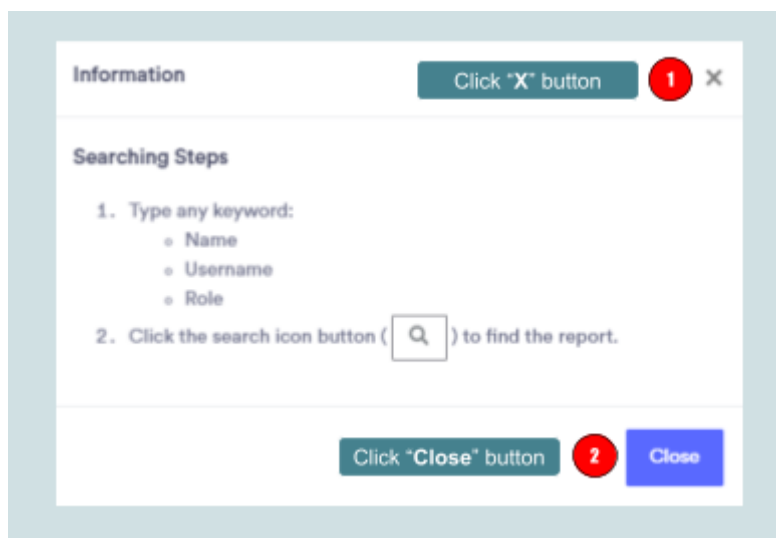 Information
Click “X” button
1
×
Searching Steps
1. Type any keyword:
◦ Name
◦ Username
◦ Role
2. Click the search icon button ( ) to find the report.
Click “Close” button
2
Close